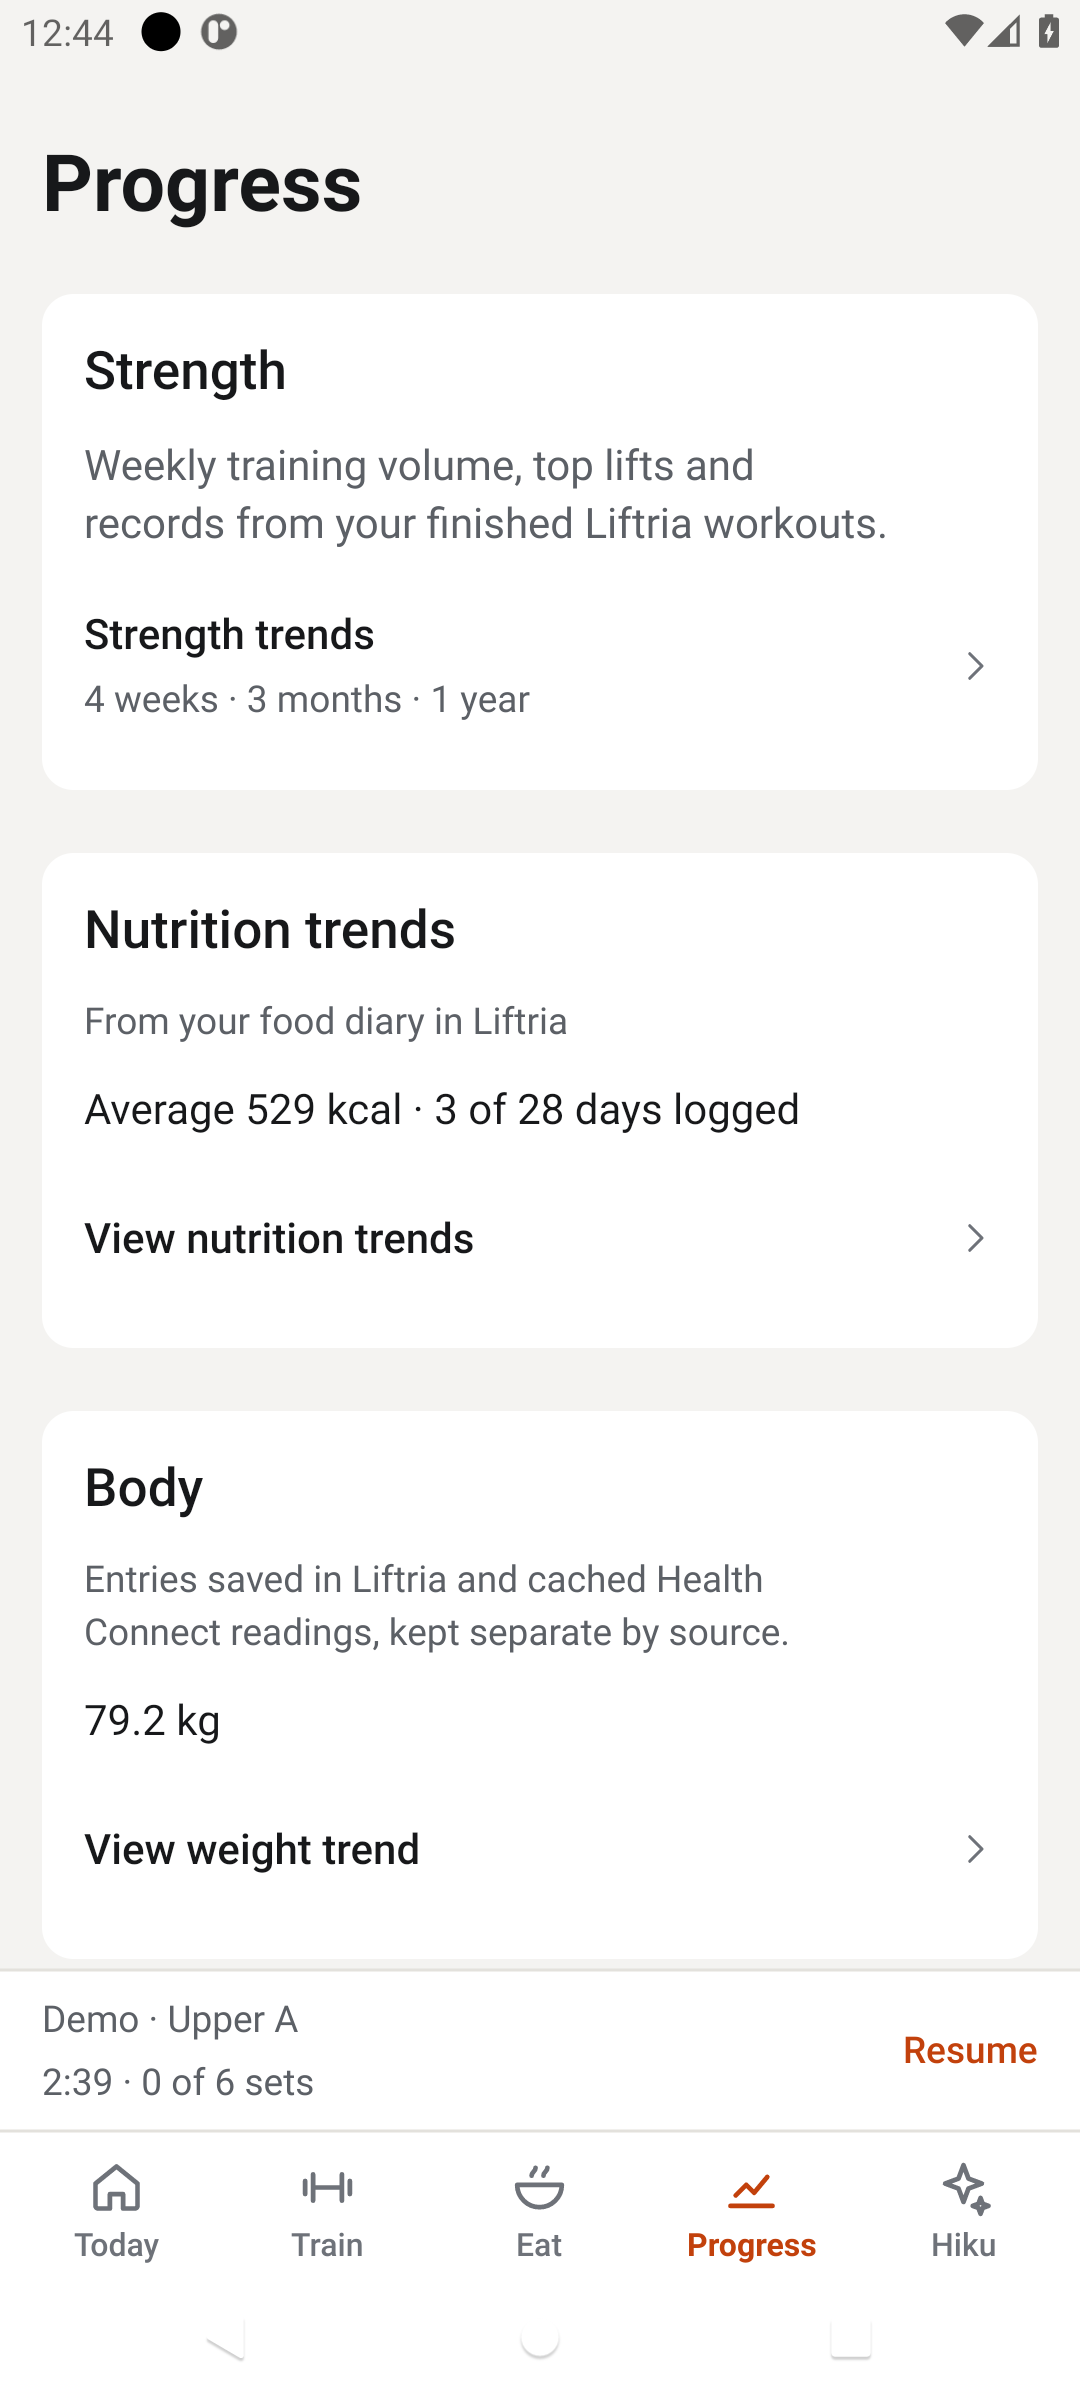 12:44
Progress
Strength
Weekly training volume, top lifts and
records from your finished Liftria workouts.
Strength trends
4 weeks · 3 months · 1 year
Nutrition trends
From your food diary in Liftria
Average 529 kcal · 3 of 28 days logged
View nutrition trends
Body
Entries saved in Liftria and cached Health
Connect readings, kept separate by source.
79.2 kg
View weight trend
Demo · Upper A
2:39 · 0 of 6 sets
Resume
Today
Train
Eat
Progress
Hiku